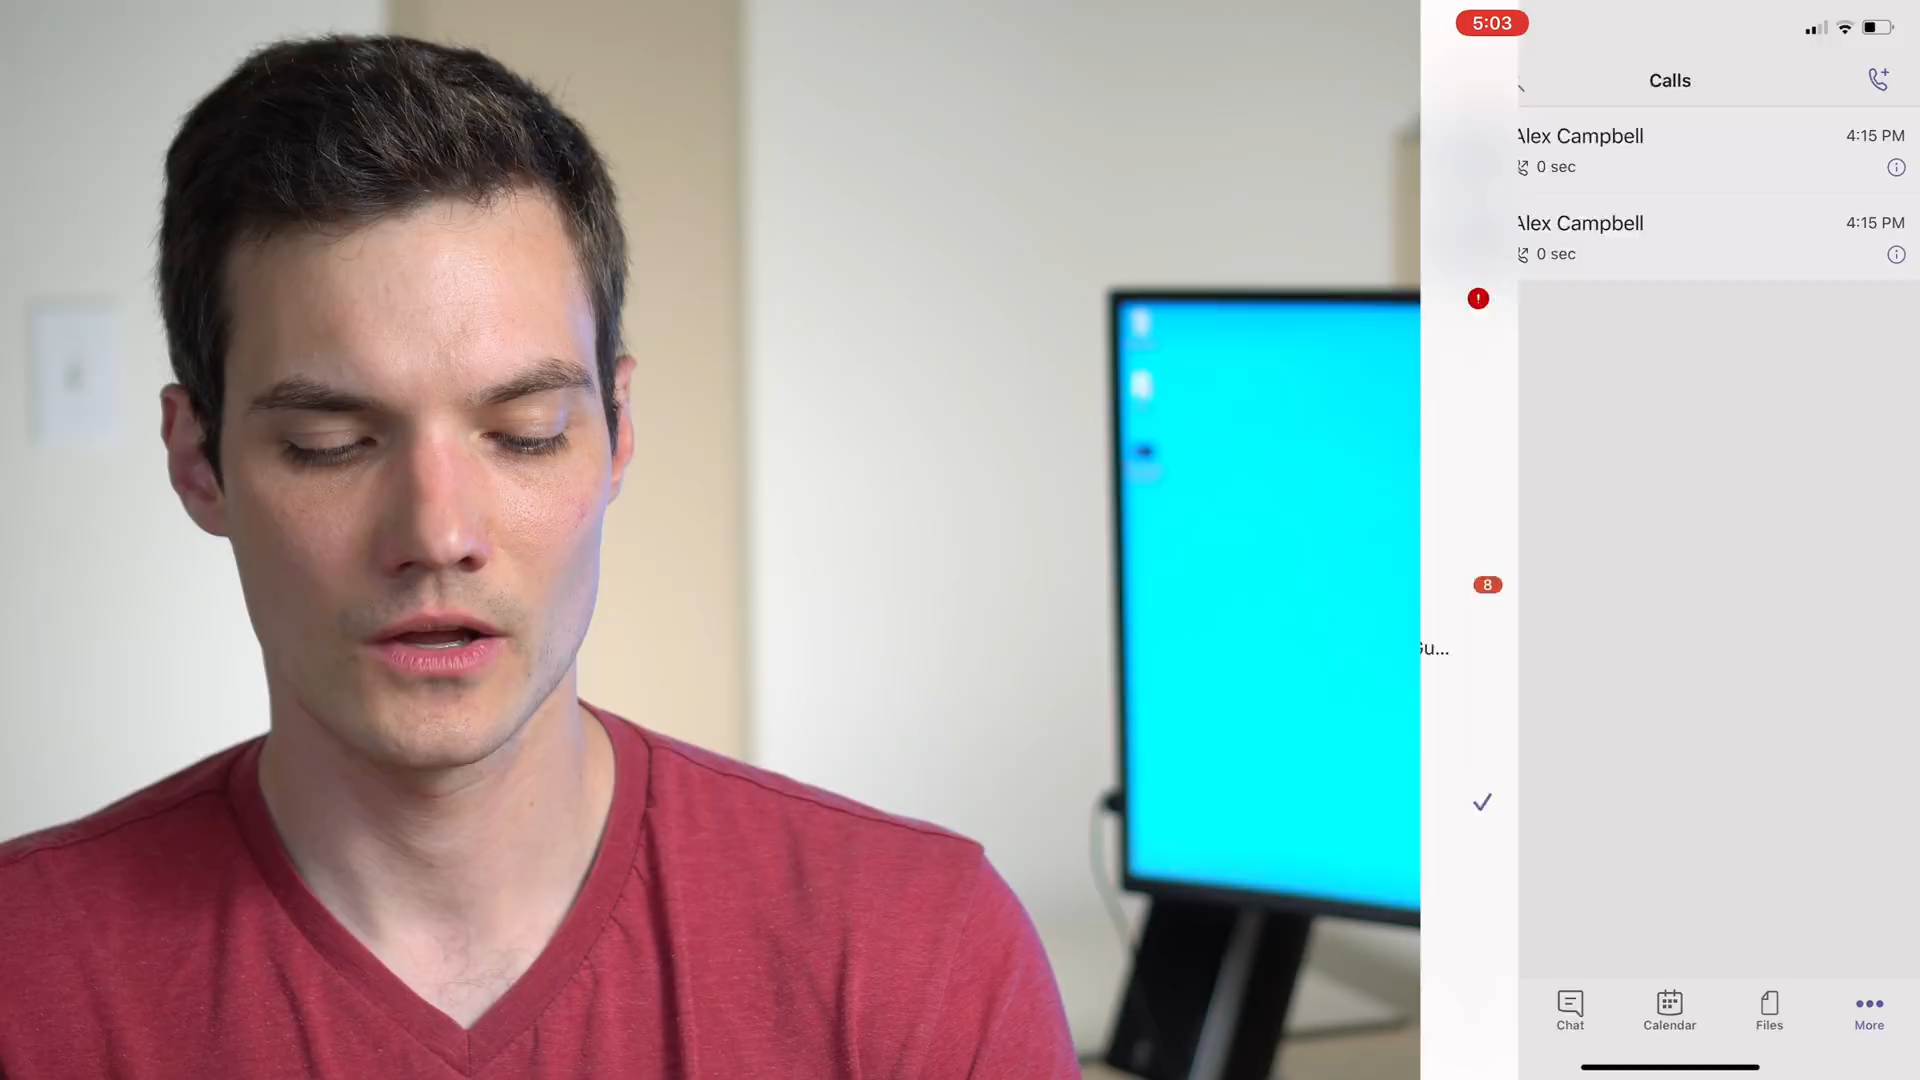 5:03
Calls
Alex Campbell
4:15 PM
0 sec
Alex Campbell
4:15 PM
0 sec
8
Gu...
Chat
Calendar
Files
More